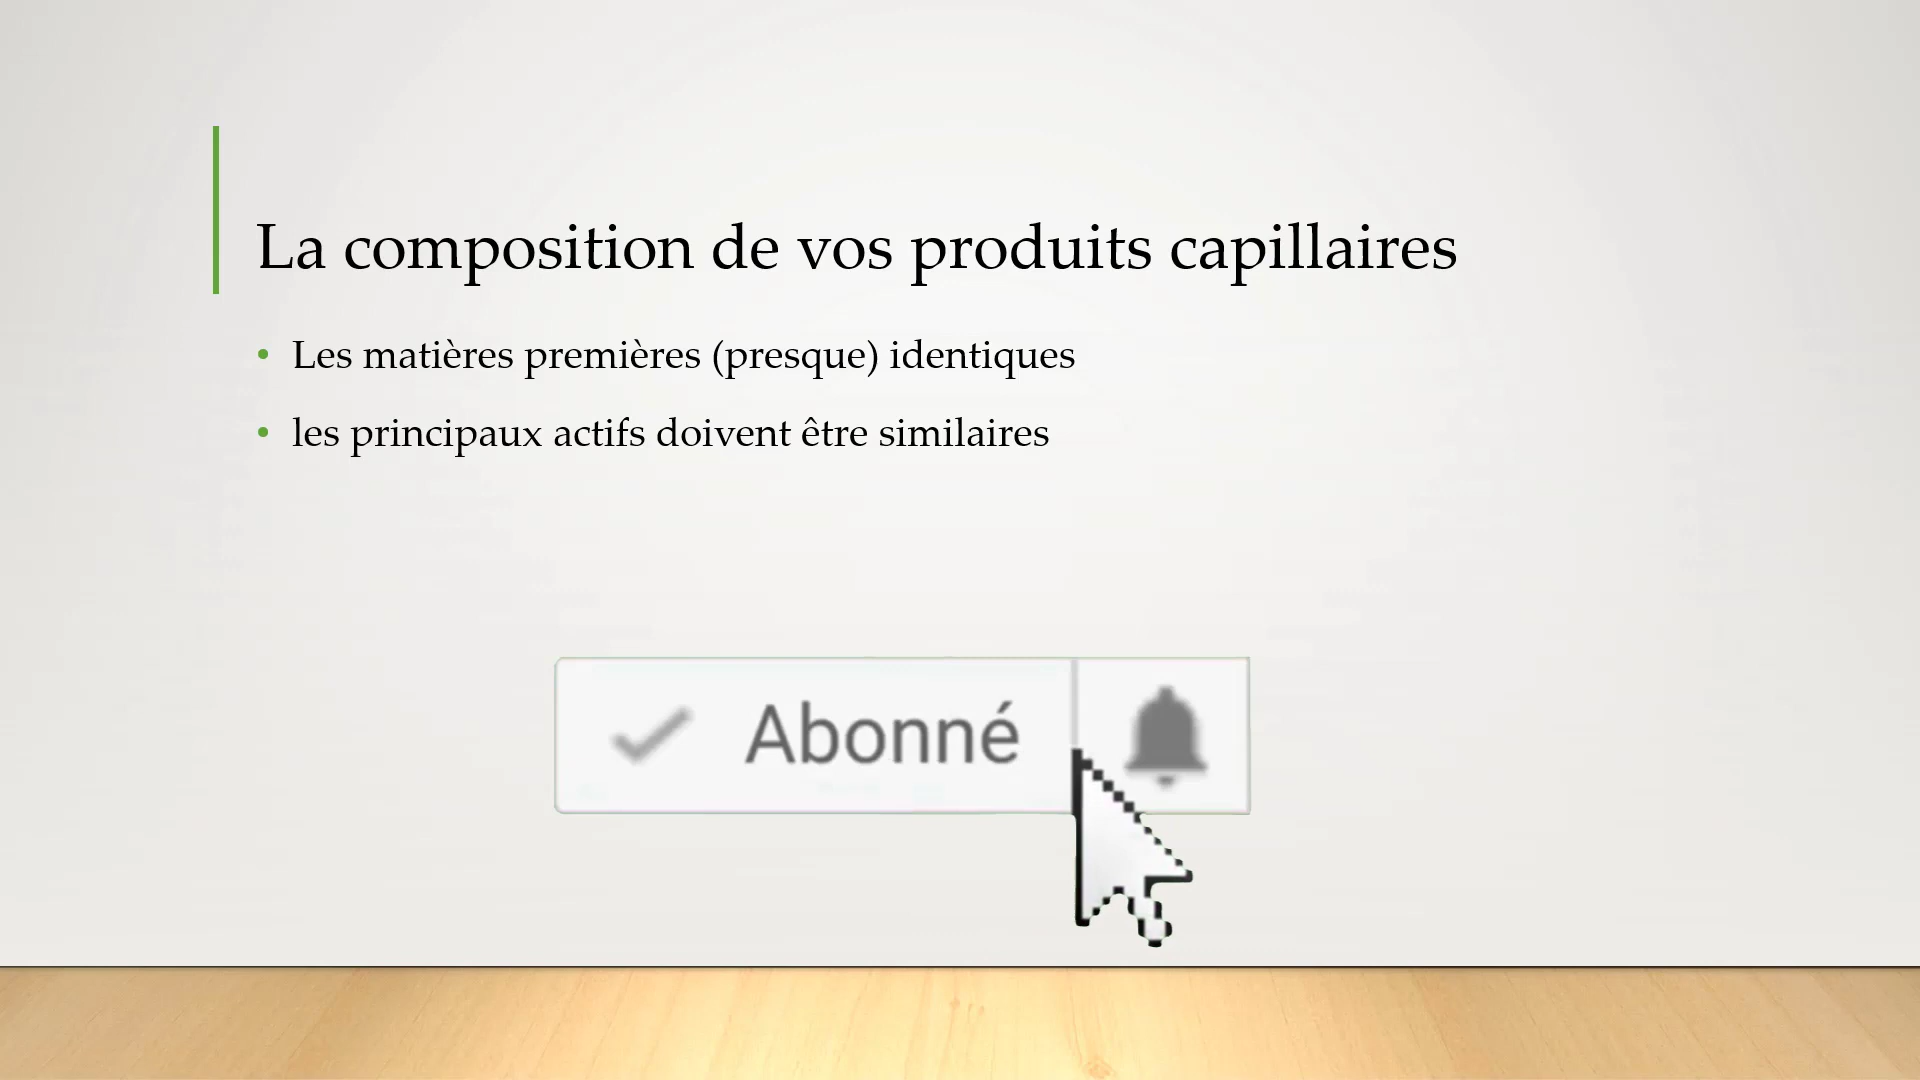 La composition de vos produits capillaires
• Les matières premières (presque) identiques
• les principaux actifs doivent être similaires
Abonné